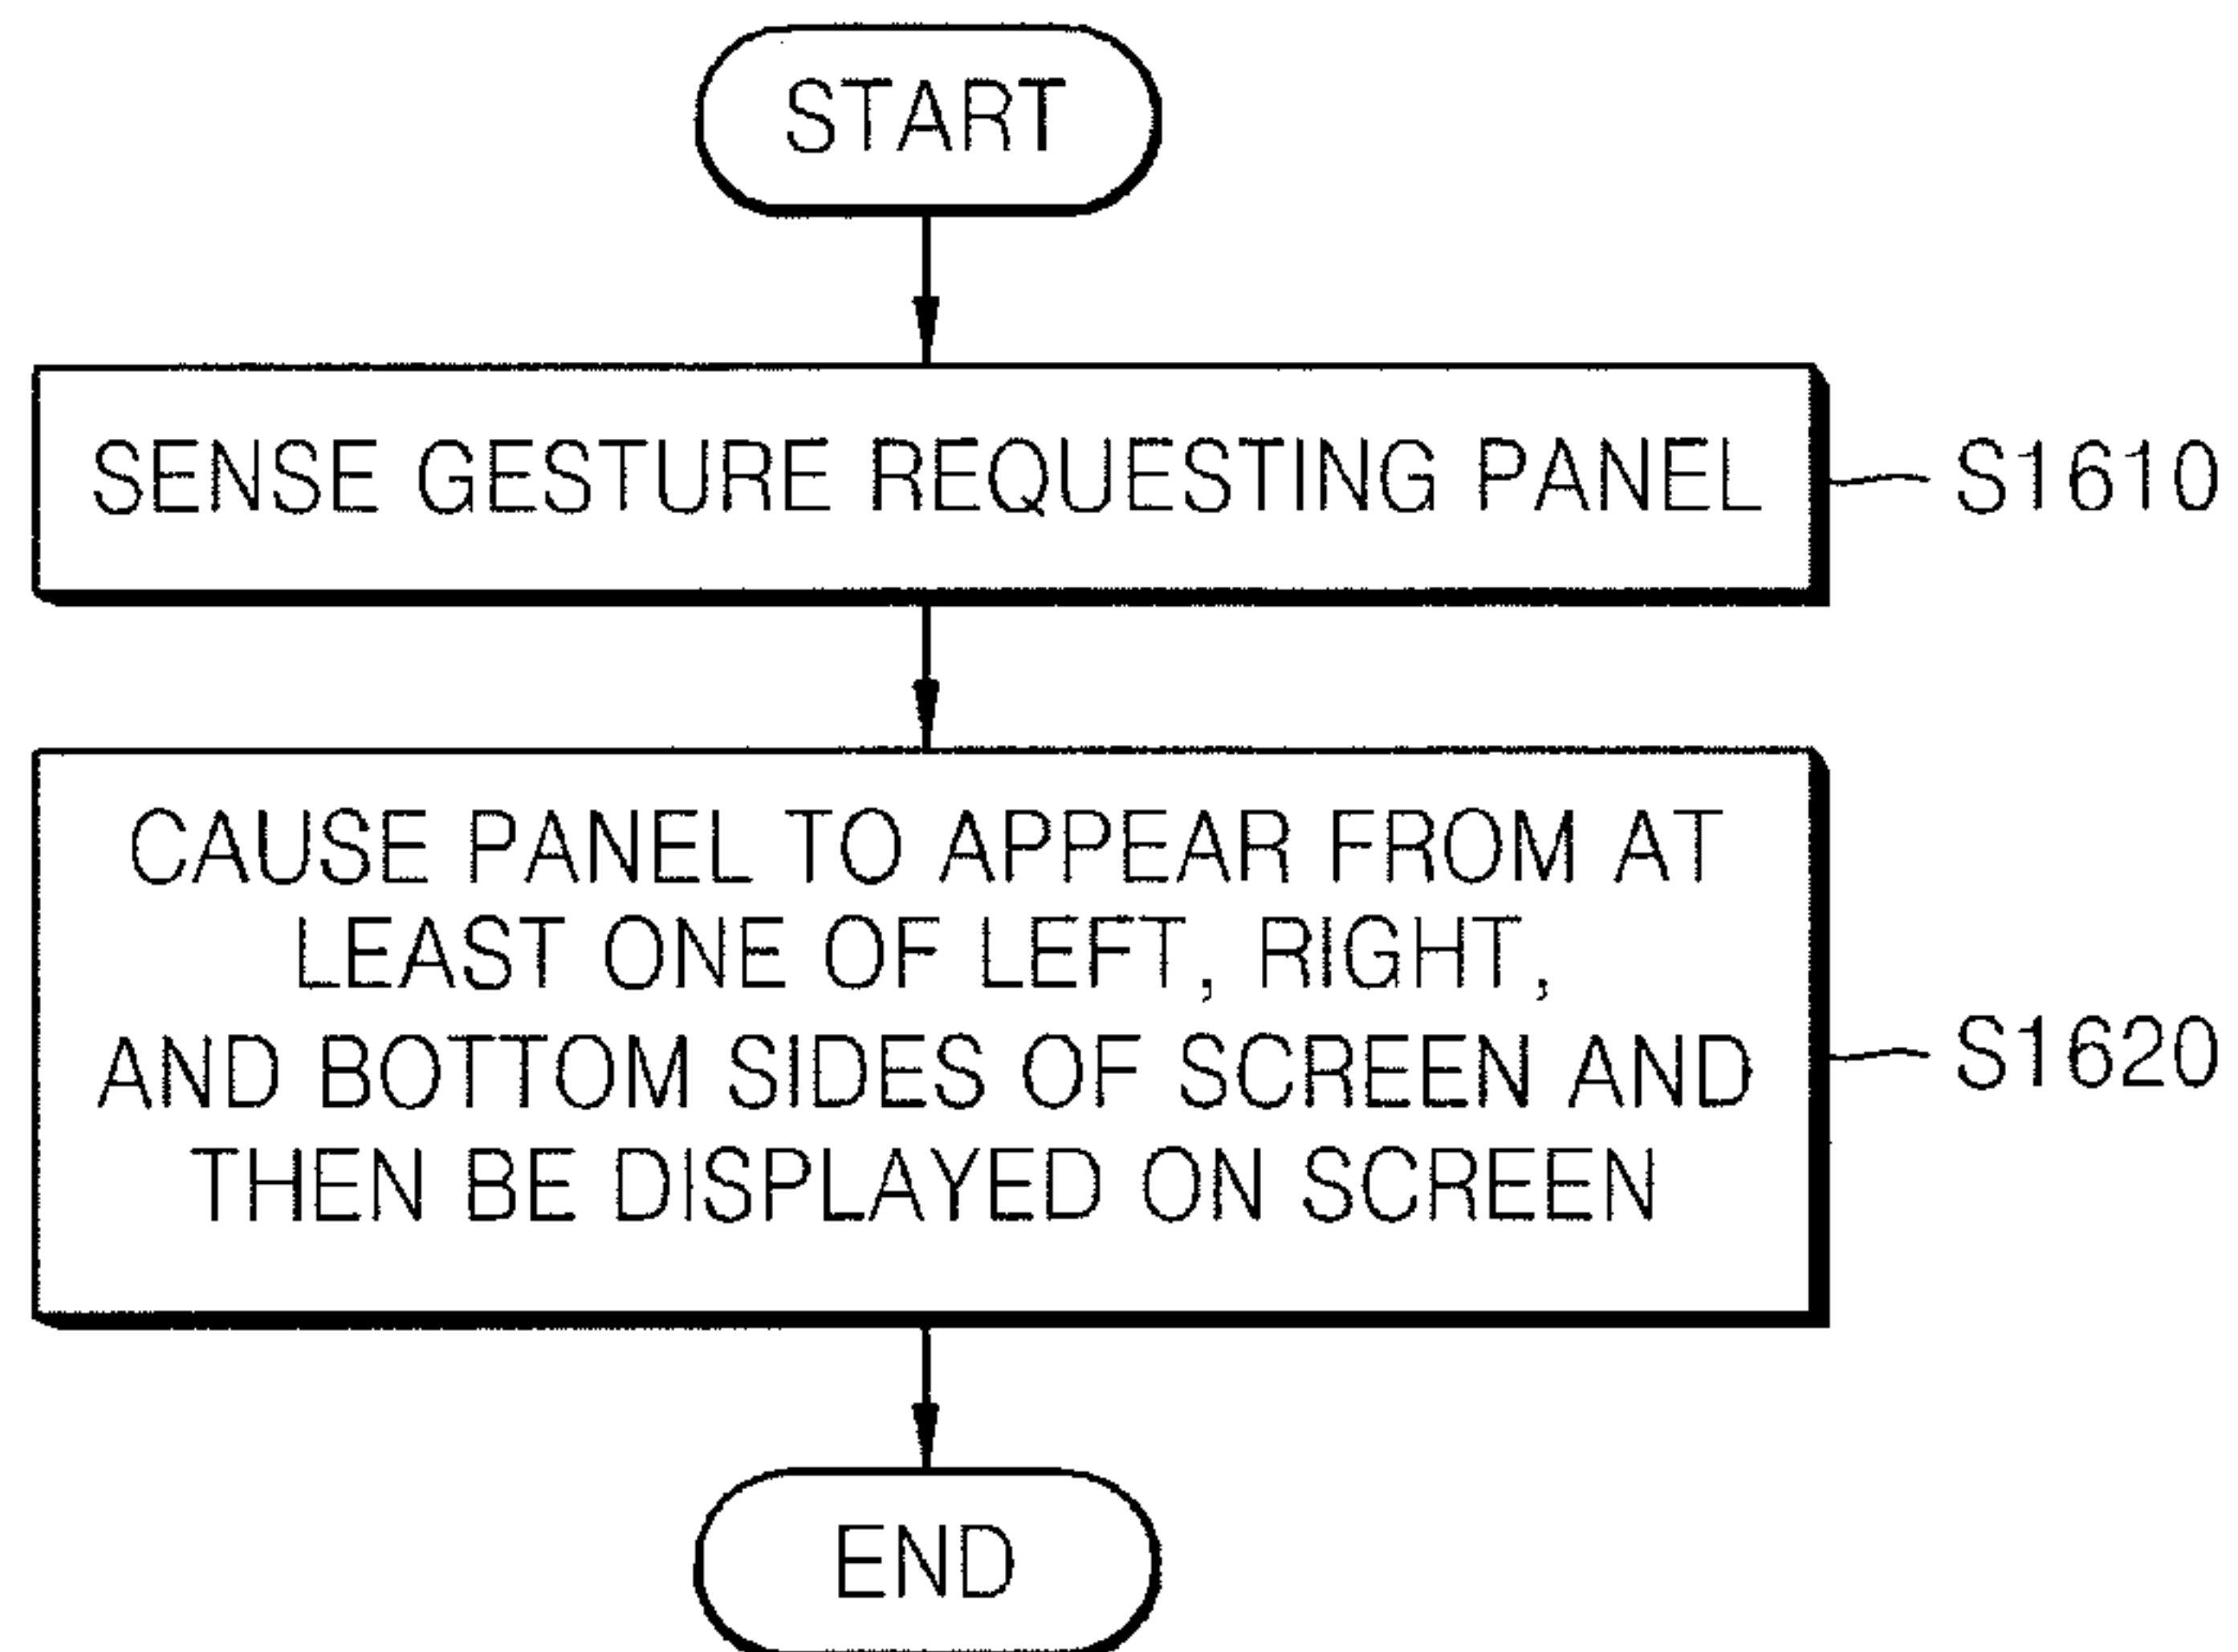 START
SENSE GESTURE REQUESTING PANEL
S1610
CAUSE PANEL TO APPEAR FROM AT
LEAST ONE OF LEFT, RIGHT,
AND BOTTOM SIDES OF SCREEN AND
THEN BE DISPLAYED ON SCREEN
S1620
END